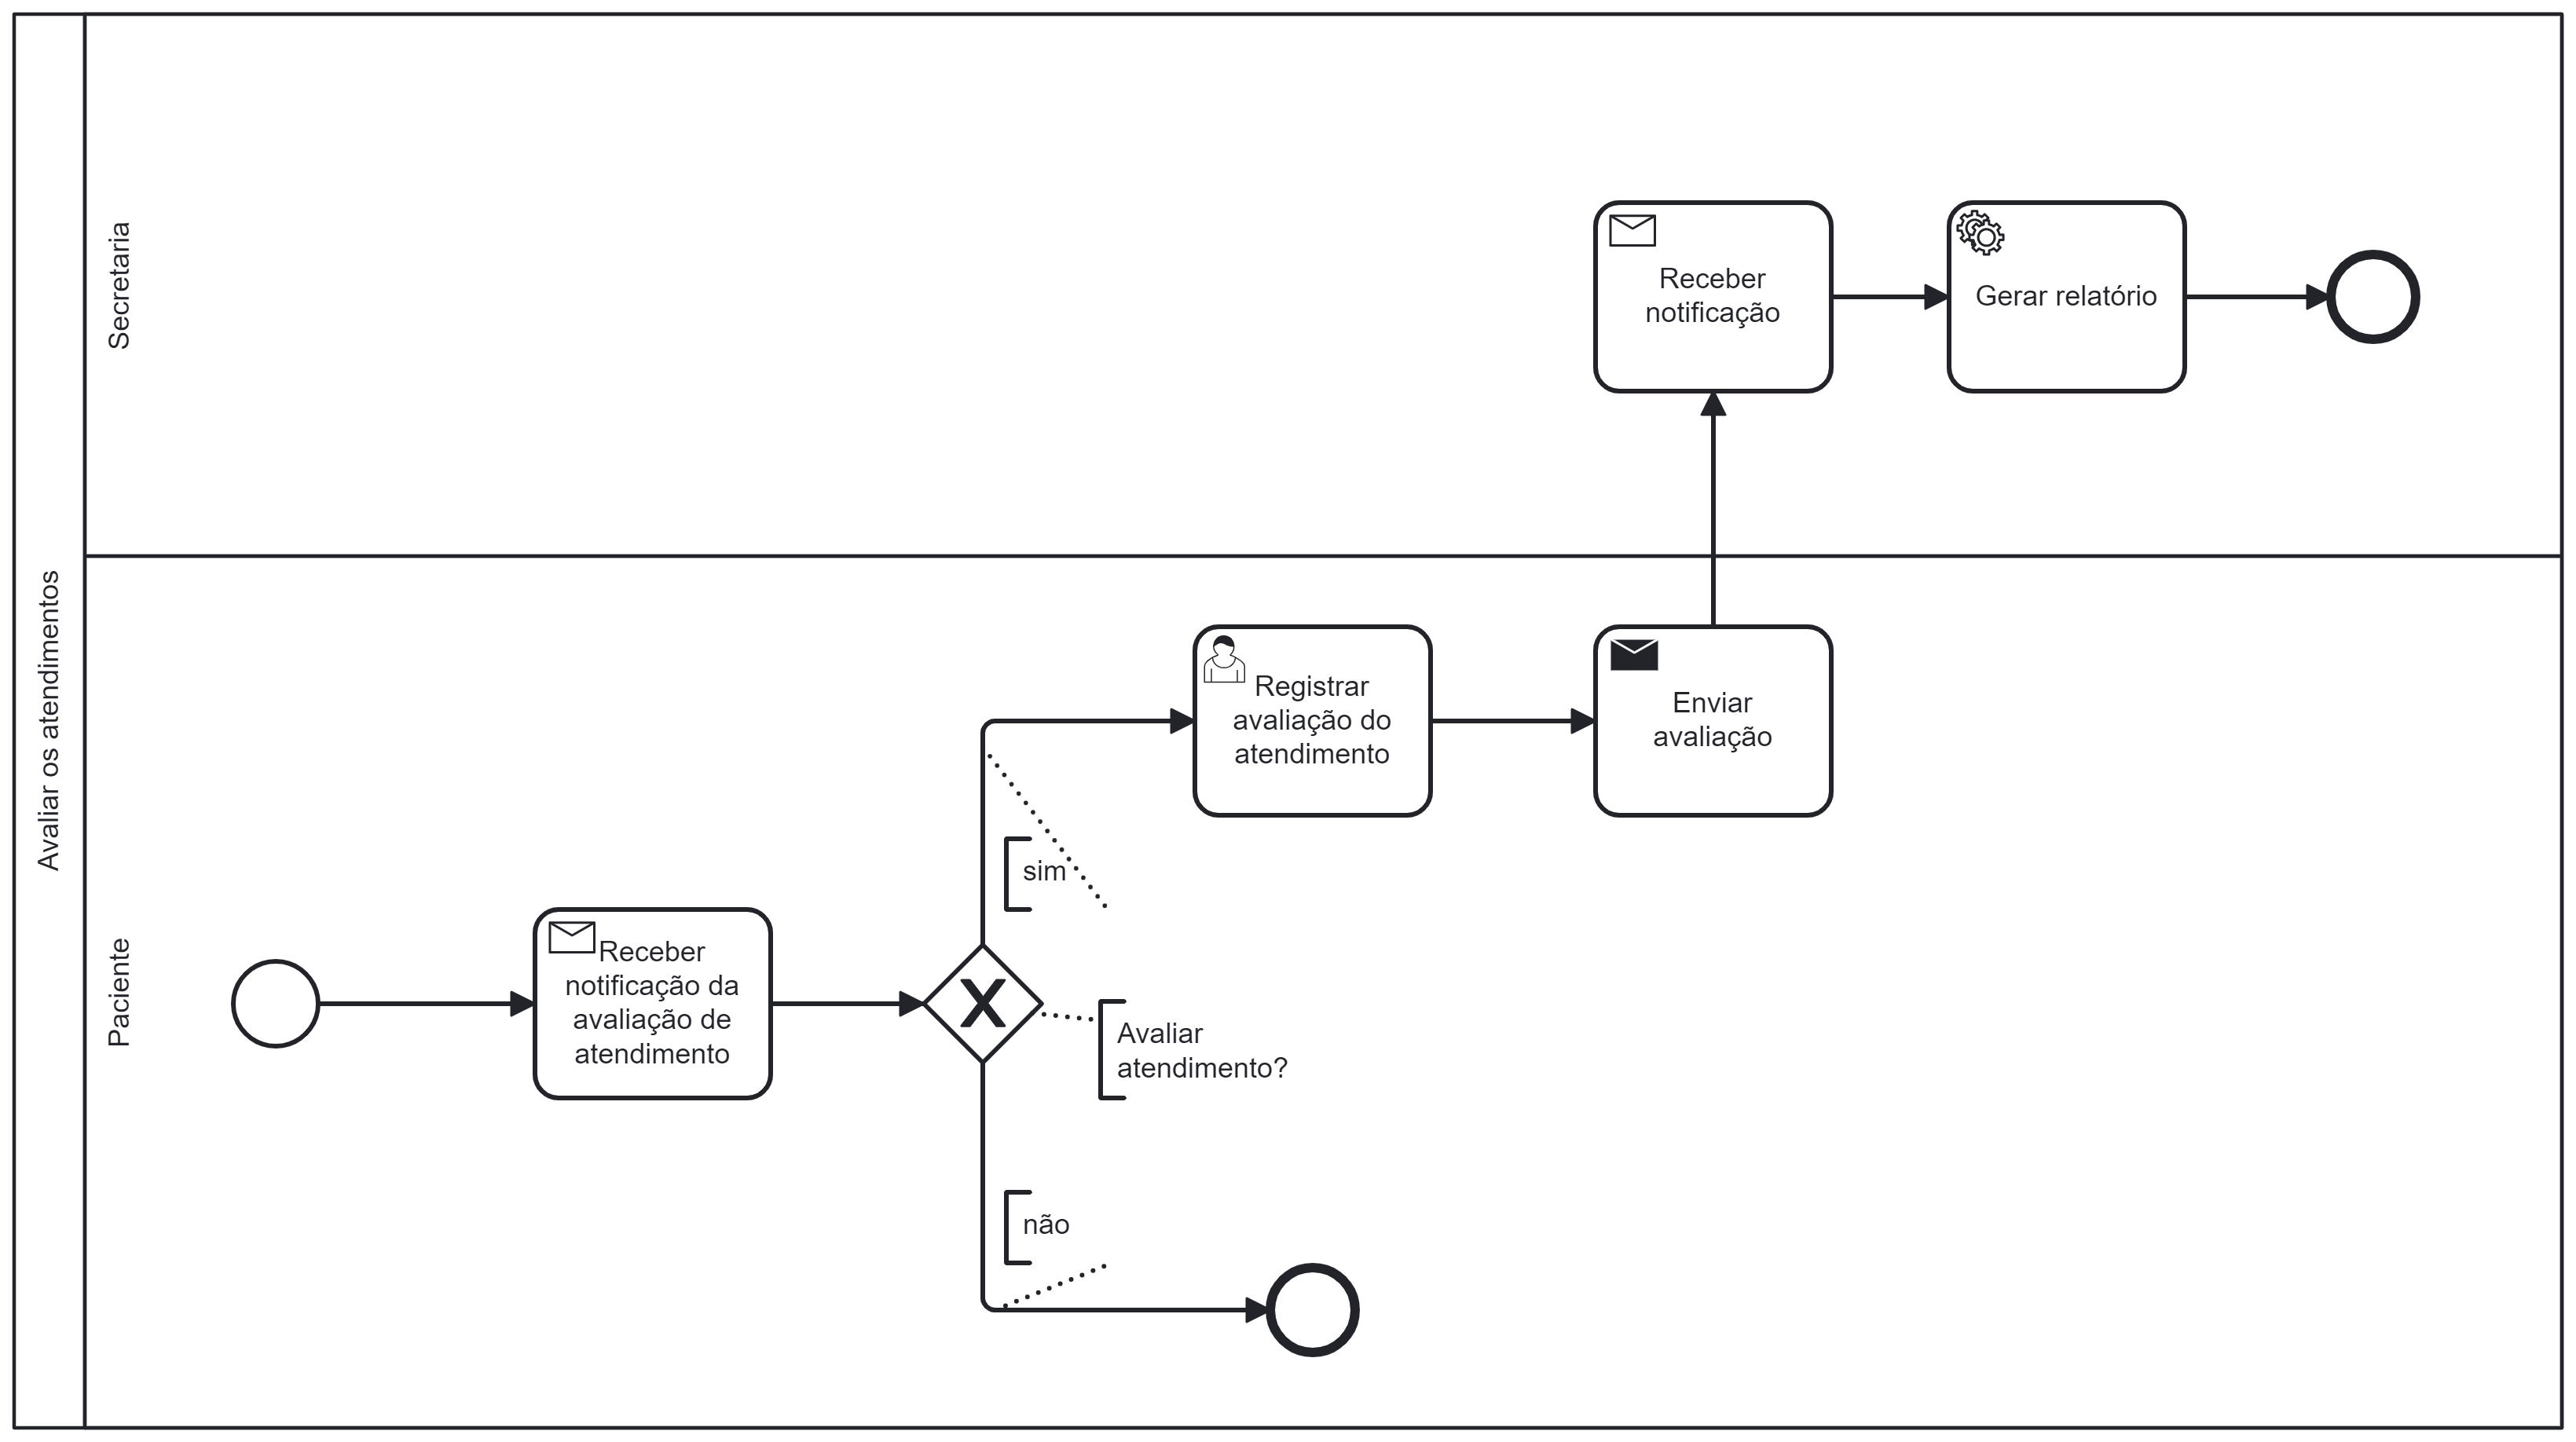 Avaliar os atendimentos
Secretaria
Receber
notificação
Gerar relatório
Paciente
Receber
notificação da
avaliação de
atendimento
X
Avaliar
atendimento?
sim
Registrar
avaliação do
atendimento
Enviar
avaliação
não